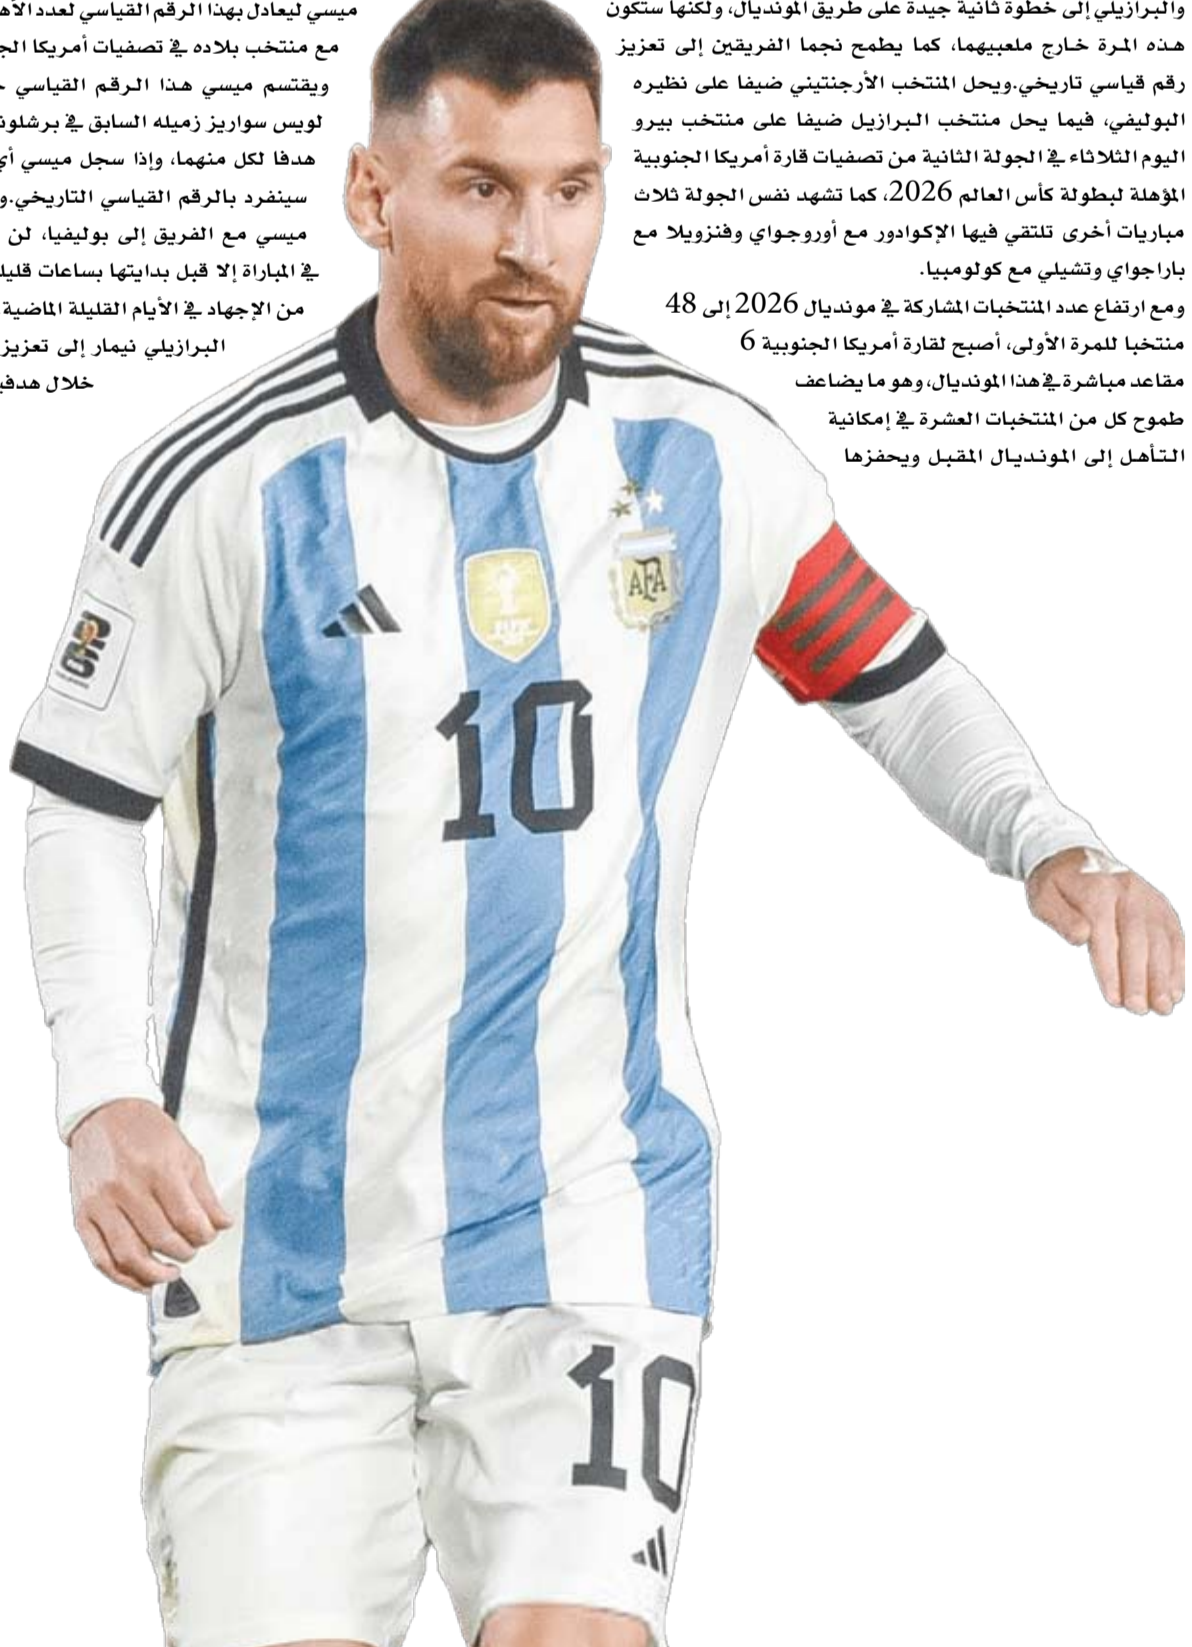 والبرازيلي إلى خطوة ثانية جيدة على طريق المونديال، ولكنها ستكون
هذه المرة خارج ملعبيهما، كما يطمح نجما الفريقين إلى تعزيز
رقم قياسي تاريخي.ويحل المنتخب الأرجنتيني ضيفا على نظيره
البوليفي، فيما يحل منتخب البرازيل ضيفا على منتخب بيرو
اليوم الثلاثاء في الجولة الثانية من تصفيات قارة أمريكا الجنوبية
المؤهلة لبطولة كأس العالم 2026، كما تشهد نفس الجولة ثلاث
مباريات أخرى تلتقي فيها الإكوادور مع أوروجواي وفنزويلا مع
باراجواي وتشيلي مع كولومبيا.
ومع ارتفاع عدد المنتخبات المشاركة في مونديال 2026 إلى 48
منتخبا للمرة الأولى، أصبح لقارة أمريكا الجنوبية 6
مقاعد مباشرة في هذا المونديال، وهو ما يضاعف
طموح كل من المنتخبات العشرة في إمكانية
التأهل إلى المونديال المقبل ويحفزها
ميسي ليعادل بهذا الرقم القياسي لعدد
مع منتخب بلاده في تصفيات أمريكا
ويقتسم ميسي هذا الرقم القياسي
لويس سواريز زميله السابق في
هدفا لكل منهما، وإذا سجل ميسي
سينفرد بالرقم القياسي التاريخي.
ميسي مع الفريق إلى بوليفيا، لن
في المباراة إلا قبل بدايتها بساعات
من الإجهاد في الأيام القليلة الماضية
البرازيلي نيمار إلى تعزيز
خلال
AFA
FIFA
10
26
10